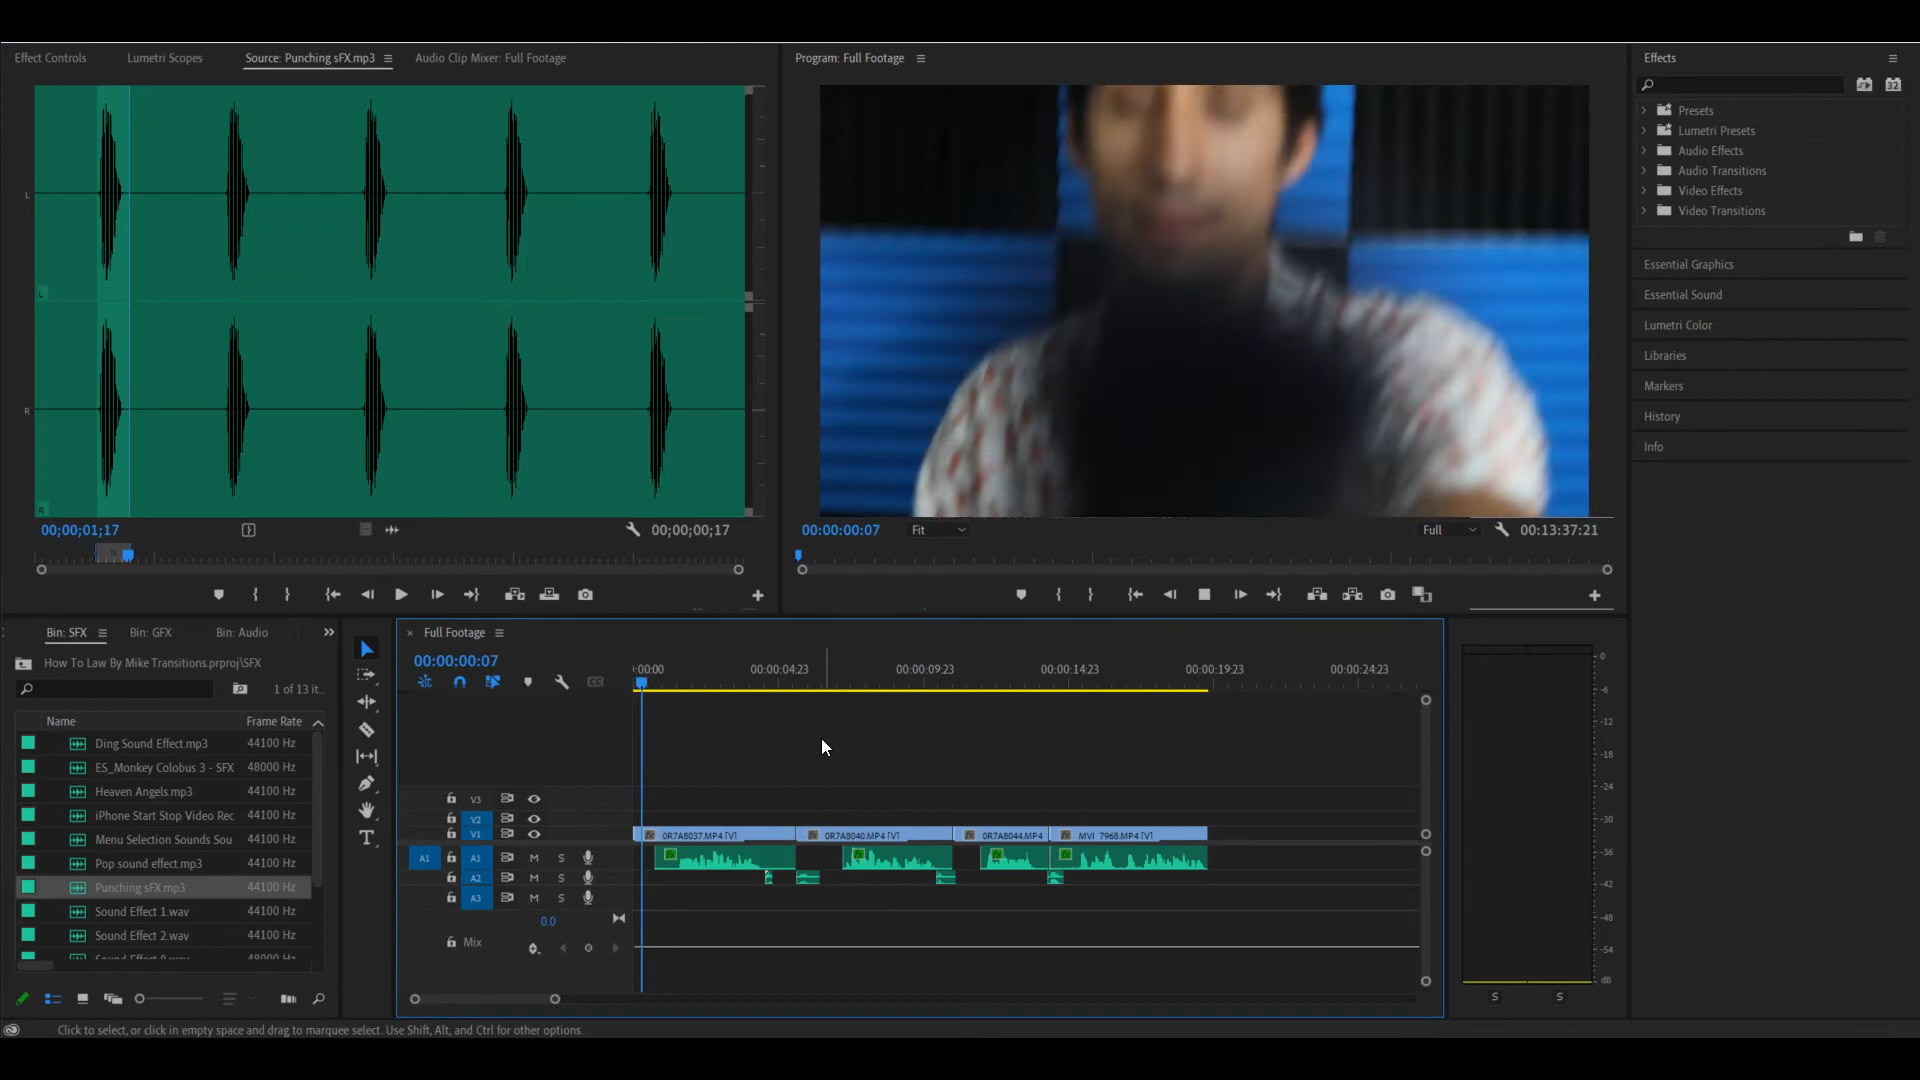 Effect Controls
Lumetri Scopes
Source: Punching sFX.mp3
Audio Clip Mixer: Full Footage
L
L
R
R
00;00;01;17
00;00;00;17
Program: Full Footage
00:00:00:07
Fit
Full
00:13:37:21
Effects
32
Presets
Lumetri Presets
Audio Effects
Audio Transitions
Video Effects
Video Transitions
Essential Graphics
Essential Sound
Lumetri Color
Libraries
Markers
History
Info
Bin: SFX
Bin: GFX
Bin: Audio
How To Law By Mike Transitions.prproj\SFX
1 of 13 it...
Name Frame Rate
Ding Sound Effect.mp3 44100 Hz
ES_Monkey Colobus 3 - SFX 48000 Hz
Heaven Angels.mp3 44100 Hz
iPhone Start Stop Video Rec 44100 Hz
Menu Selection Sounds Sou 44100 Hz
Pop sound effect.mp3 44100 Hz
Punching sFX.mp3 44100 Hz
Sound Effect 1.wav 44100 Hz
Sound Effect 2.wav 44100 Hz
48000 Hz
Full Footage
00:00:00:07
:00:00 00:00:04:23 00:00:09:23 00:00:14:23 00:00:19:23 00:00:24:23
V3
V2
V1
0R7A8037.MP4 [V] 0R7A8040.MP4 [V] 0R7A8044.MP4 MVI_7968.MP4 [V]
A1 A1 M S
A2 M S
A3 M S
0.0
Mix
0
-6
-12
-18
-24
-30
-36
-42
-48
-54
dB
S S
Click to select, or click in empty space and drag to marquee select. Use Shift, Alt, and Ctrl for other options.